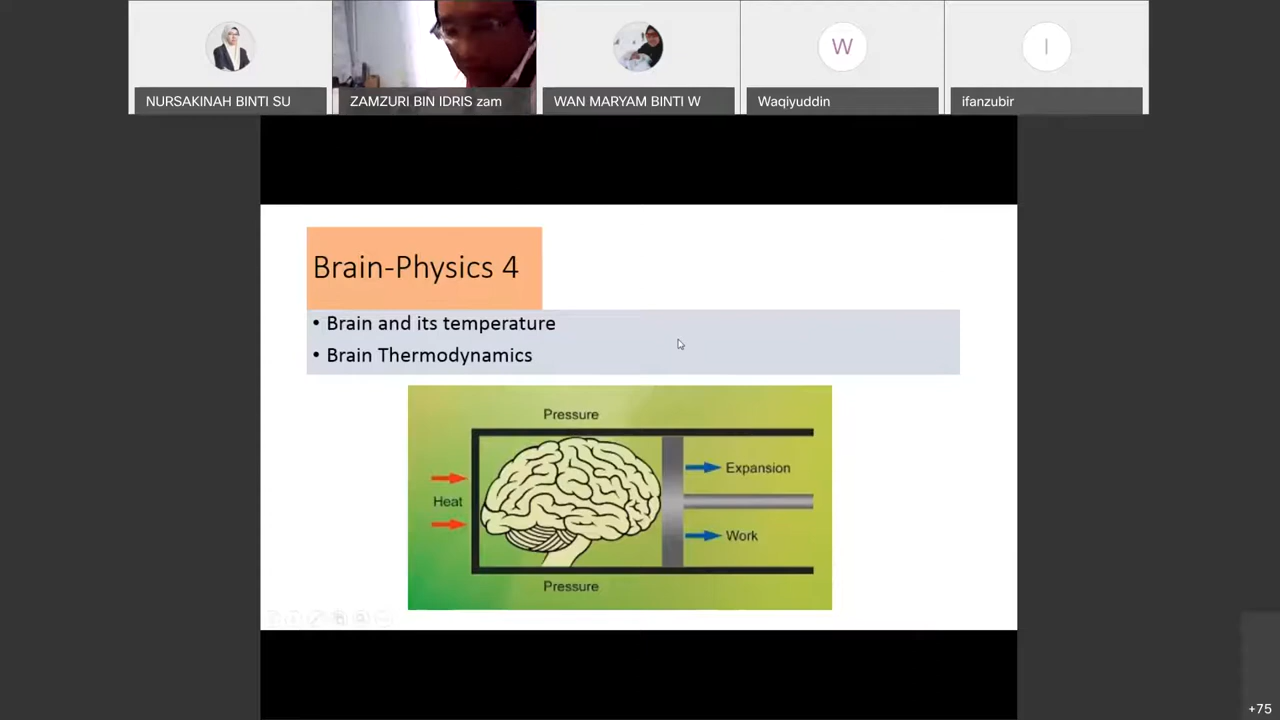 NURSAKINAH BINTI SU
ZAMZURI BIN IDRIS zam
WAN MARYAM BINTI W
W
Waqiyuddin
I
ifanzubir
Brain-Physics 4
• Brain and its temperature
• Brain Thermodynamics
Pressure
Heat
Expansion
Work
Pressure
+75